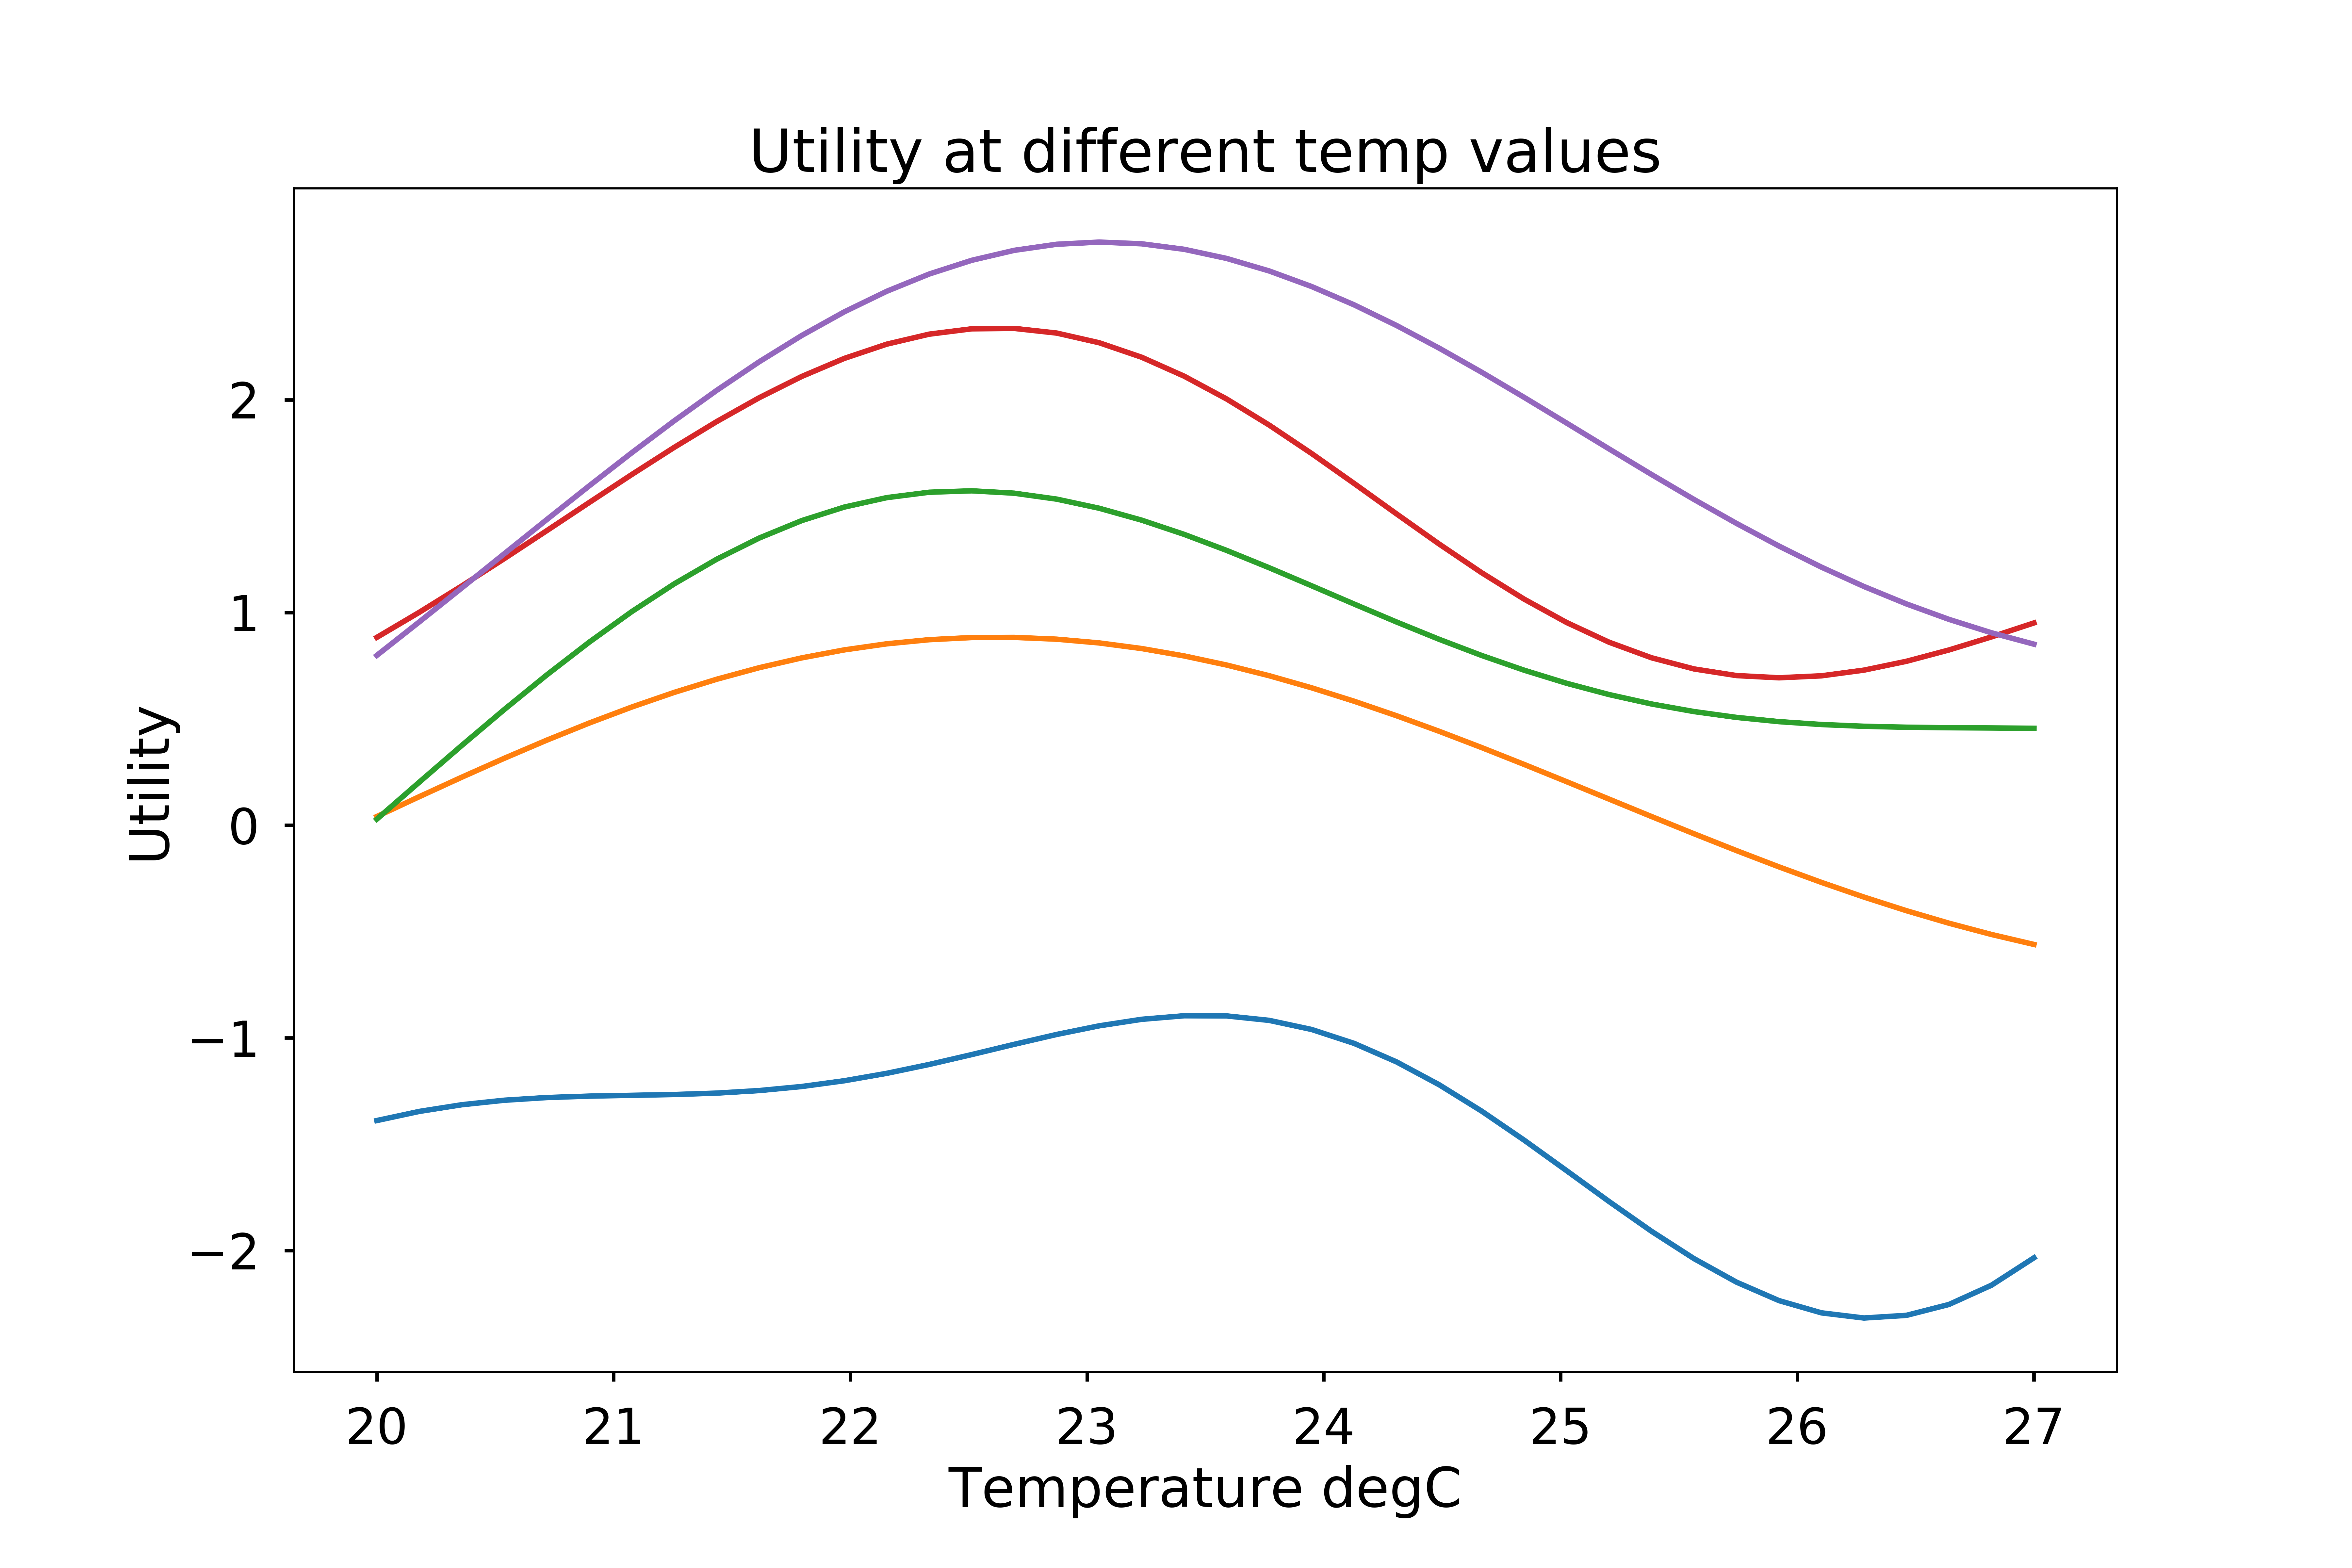 Utility at different temp values
Utility
2
1
0
−1
−2
20 21 22 23 24 25 26 27
Temperature degC